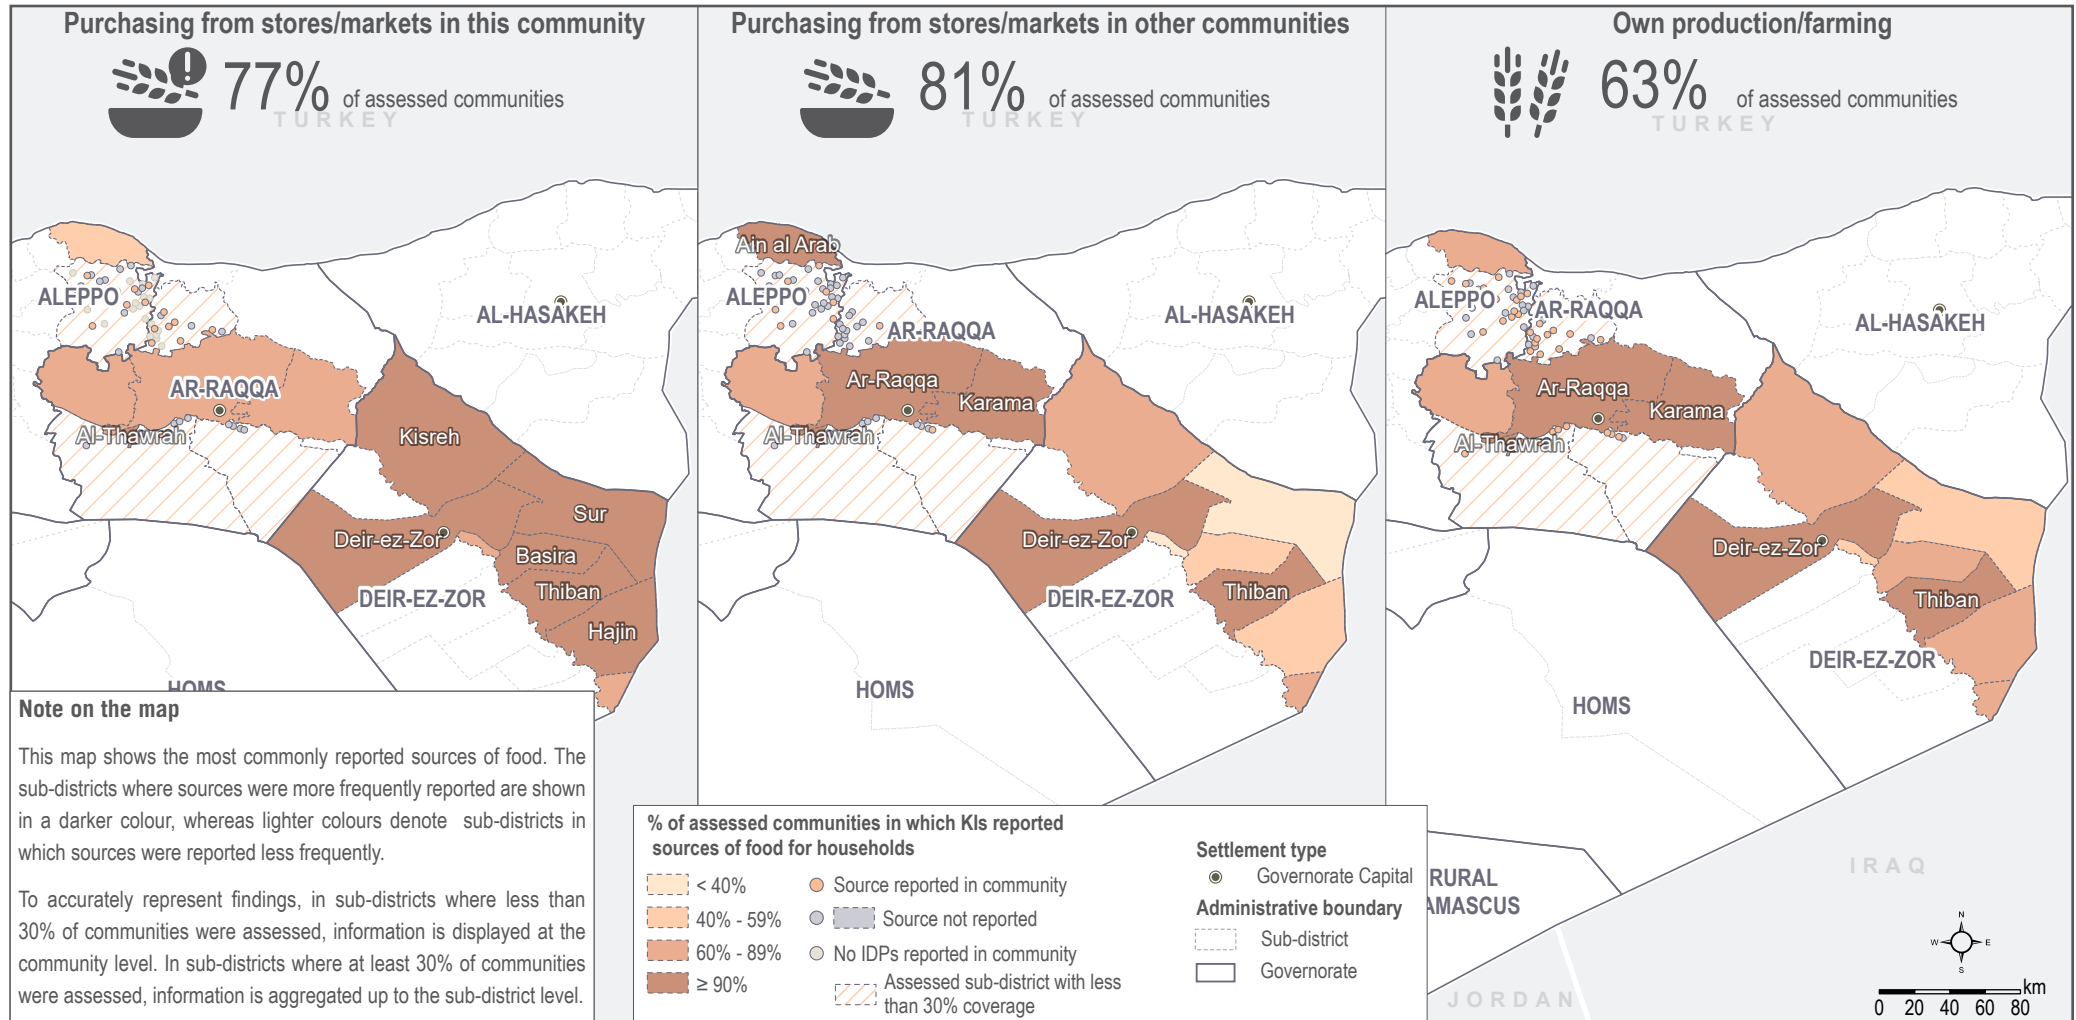 Purchasing from stores/markets in this community
77% of assessed communities
TURKEY
ALEPPO
AL-HASAKEH
AR-RAQQA
Al-Thawrah
Kisreh
Sur
Deir-ez-Zor
Basira
Thiban
DEIR-EZ-ZOR
Hajin
HOMS
Note on the map
This map shows the most commonly reported sources of food. The
sub-districts where sources were more frequently reported are shown
in a darker colour, whereas lighter colours denote sub-districts in
which sources were reported less frequently.
To accurately represent findings, in sub-districts where less than
30% of communities were assessed, information is displayed at the
community level. In sub-districts where at least 30% of communities
were assessed, information is aggregated up to the sub-district level.
Purchasing from stores/markets in other communities
81% of assessed communities
TURKEY
Ain al Arab
ALEPPO
AL-HASAKEH
AR-RAQQA
Ar-Raqqa
Karama
Al-Thawrah
Deir-ez-Zor
Thiban
DEIR-EZ-ZOR
HOMS
Own production/farming
63% of assessed communities
TURKEY
ALEPPO
AR-RAQQA
AL-HASAKEH
Ar-Raqqa
Karama
Al-Thawrah
Deir-ez-Zor
Thiban
DEIR-EZ-ZOR
HOMS
RURAL
AMASCUS
IRAQ
JORDAN
% of assessed communities in which KIs reported
sources of food for households
< 40%
40% - 59%
60% - 89%
≥ 90%
Source reported in community
Source not reported
No IDPs reported in community
Assessed sub-district with less
than 30% coverage
Settlement type
Governorate Capital
Administrative boundary
Sub-district
Governorate
N
W E
S
km
0 20 40 60 80